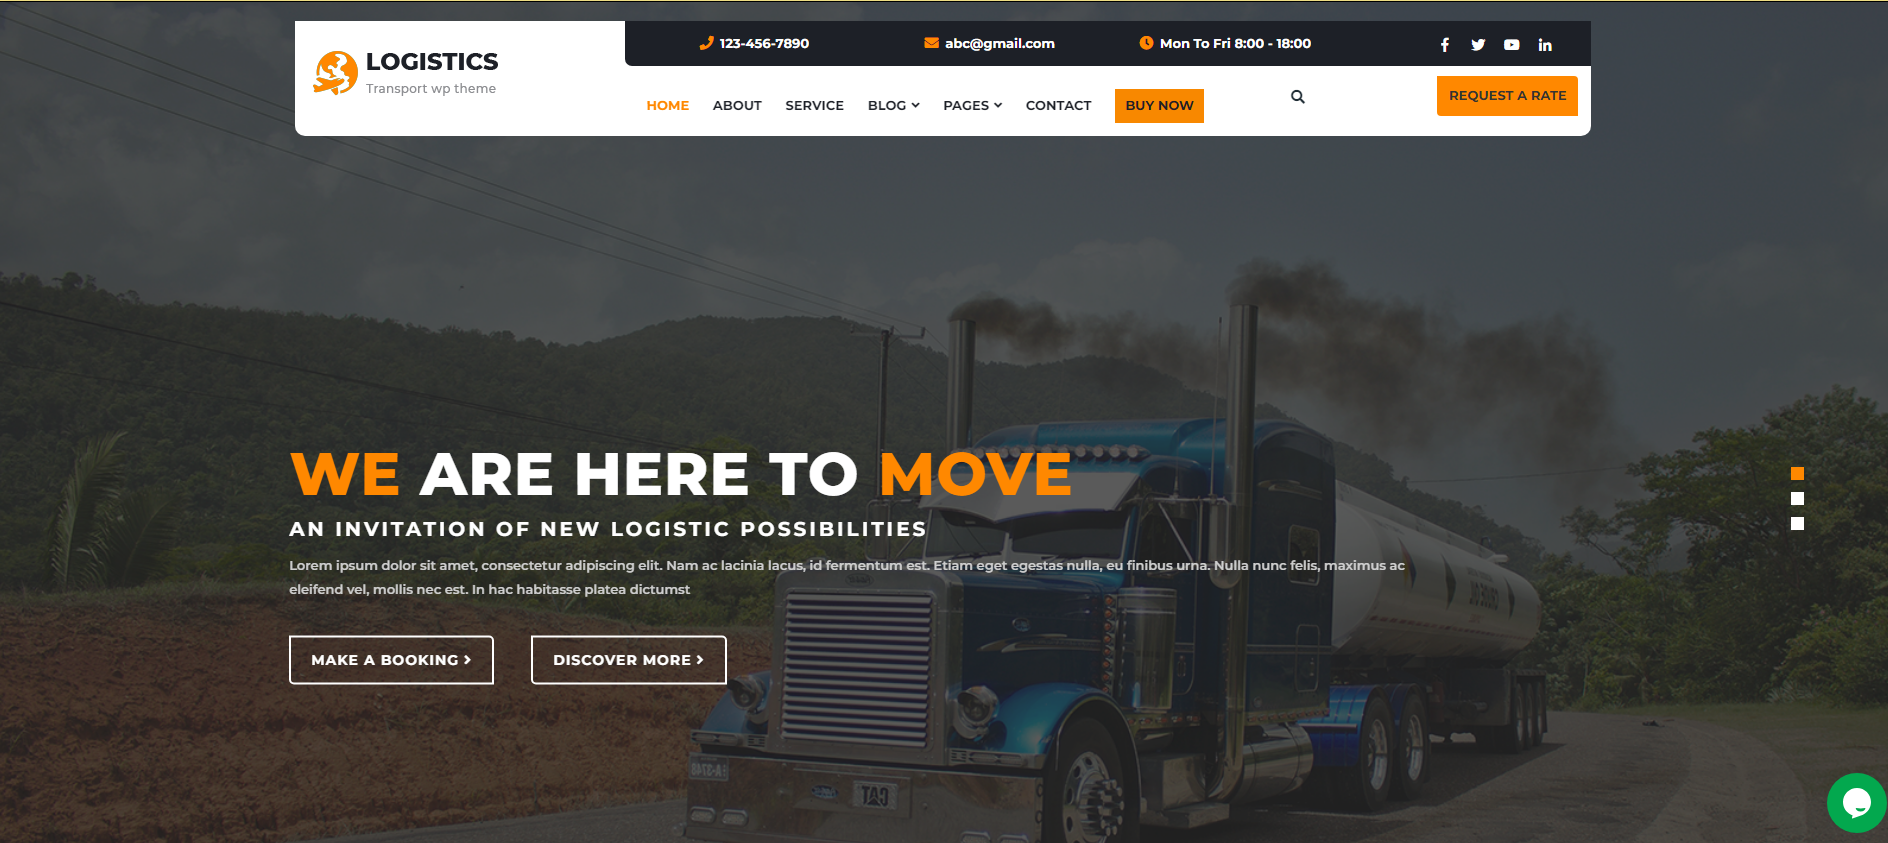 LOGISTICS
Transport wp theme
123-456-7890
abc@gmail.com
Mon To Fri 8:00 - 18:00
HOME
ABOUT
SERVICE
BLOG
PAGES
CONTACT
BUY NOW
REQUEST A RATE
WE ARE HERE TO MOVE
AN INVITATION OF NEW LOGISTIC POSSIBILITIES
Lorem ipsum dolor sit amet, consectetur adipiscing elit. Nam ac lacinia lacus, id fermentum est. Etiam eget egestas nulla, eu finibus urna. Nulla nunc felis, maximus ac
eleifend vel, mollis nec est. In hac habitasse platea dictumst
MAKE A BOOKING
DISCOVER MORE
CAT